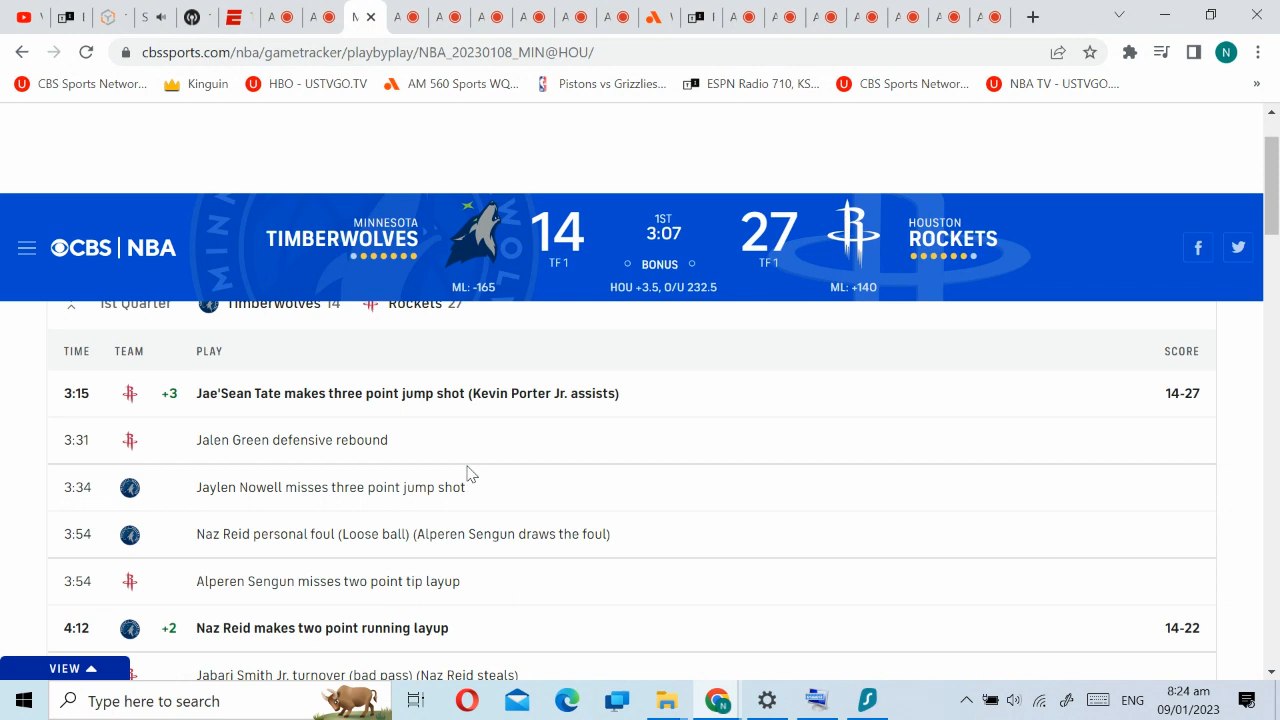 cbssports.com/nba/gametracker/playbyplay/NBA_20230108_MIN@HOU/
N
CBS Sports Networ... Kinguin HBO - USTVGO.TV AM 560 Sports WQ... Pistons vs Grizzlies... ESPN Radio 710, KS... CBS Sports Networ... NBA TV - USTVGO.... »
CBS | NBA
MINNESOTA
TIMBERWOLVES
14
TF 1
ML: -165
1ST
3:07
BONUS
HOU +3.5, O/U 232.5
27
TF 1
ML: +140
HOUSTON
ROCKETS
1st Quarter Timberwolves 14 Rockets 27
TIME TEAM PLAY SCORE
3:15 +3 Jae'Sean Tate makes three point jump shot (Kevin Porter Jr. assists) 14-27
3:31 Jalen Green defensive rebound
3:34 Jaylen Nowell misses three point jump shot
3:54 Naz Reid personal foul (Loose ball) (Alperen Sengun draws the foul)
3:54 Alperen Sengun misses two point tip layup
4:12 +2 Naz Reid makes two point running layup 14-22
Jabari Smith Jr. turnover (bad pass) (Naz Reid steals)
VIEW
Type here to search
ENG
8:24 am
09/01/2023